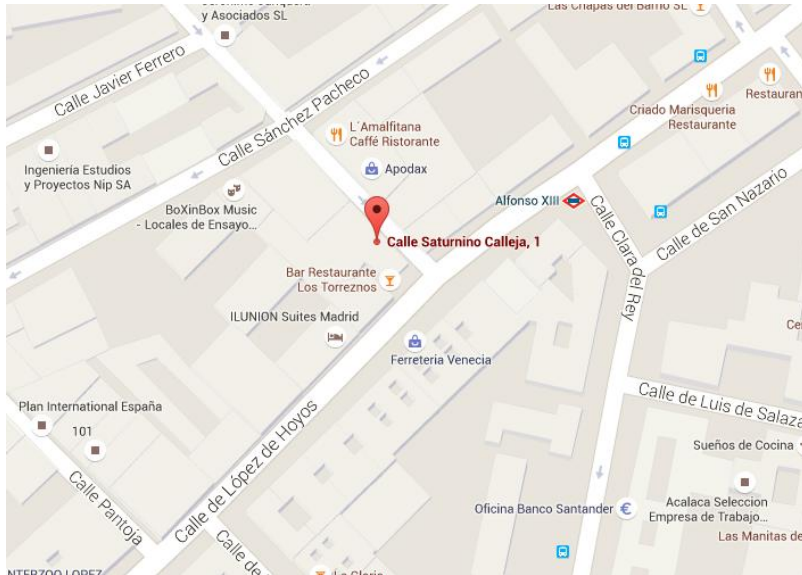 y Asociados SL
Las Chapas del Barrio SL
Calle Javier Ferrero
Calle Sánchez Pacheco
Criado Marisqueria
Restaurante
Restaurant
L´Amalfitana
Caffé Ristorante
Ingeniería Estudios
y Proyectos Nip SA
Apodax
BoXinBox Music
- Locales de Ensayo...
Alfonso XIII
Calle Clara del Rey
Calle de San Nazario
Calle Saturnino Calleja, 1
Bar Restaurante
Los Torreznos
ILUNION Suites Madrid
Ferreteria Venecia
Calle de López de Hoyos
Calle de Luis de Salaza
Plan International España
101
Calle Pantoja
Sueños de Cocina
Oficina Banco Santander
Acalaca Seleccion
Empresa de Trabajo...
Las Manitas de
Calle de